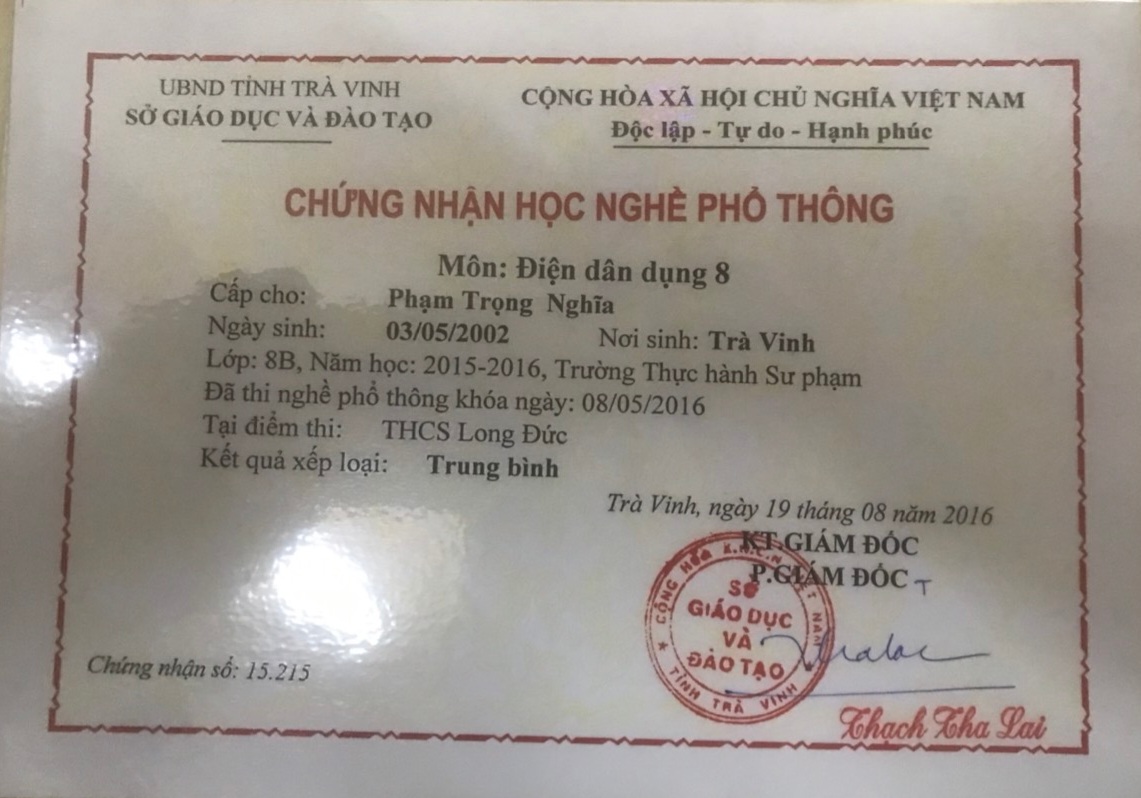 UBND TỈNH TRÀ VINH
SỞ GIÁO DỤC VÀ ĐÀO TẠO
CỘNG HÒA XÃ HỘI CHỦ NGHĨA VIỆT NAM
Độc lập - Tự do - Hạnh phúc
CHỨNG NHẬN HỌC NGHỀ PHỔ THÔNG
Môn: Điện dân dụng 8
Cấp cho: Phạm Trọng Nghĩa
Ngày sinh: 03/05/2002 Nơi sinh: Trà Vinh
Lớp: 8B, Năm học: 2015-2016, Trường Thực hành Sư phạm
Đã thi nghề phổ thông khóa ngày: 08/05/2016
Tại điểm thi: THCS Long Đức
Kết quả xếp loại: Trung bình
Trà Vinh, ngày 19 tháng 08 năm 2016
KT.GIÁM ĐỐC
P.GIÁM ĐỐC
CỘNG HÒA X.H.C.N VIỆT NAM
SỞ
GIÁO DỤC
VÀ
ĐÀO TẠO
TỈNH TRÀ VINH
Chứng nhận số: 15.215
Thạch Tha Lai